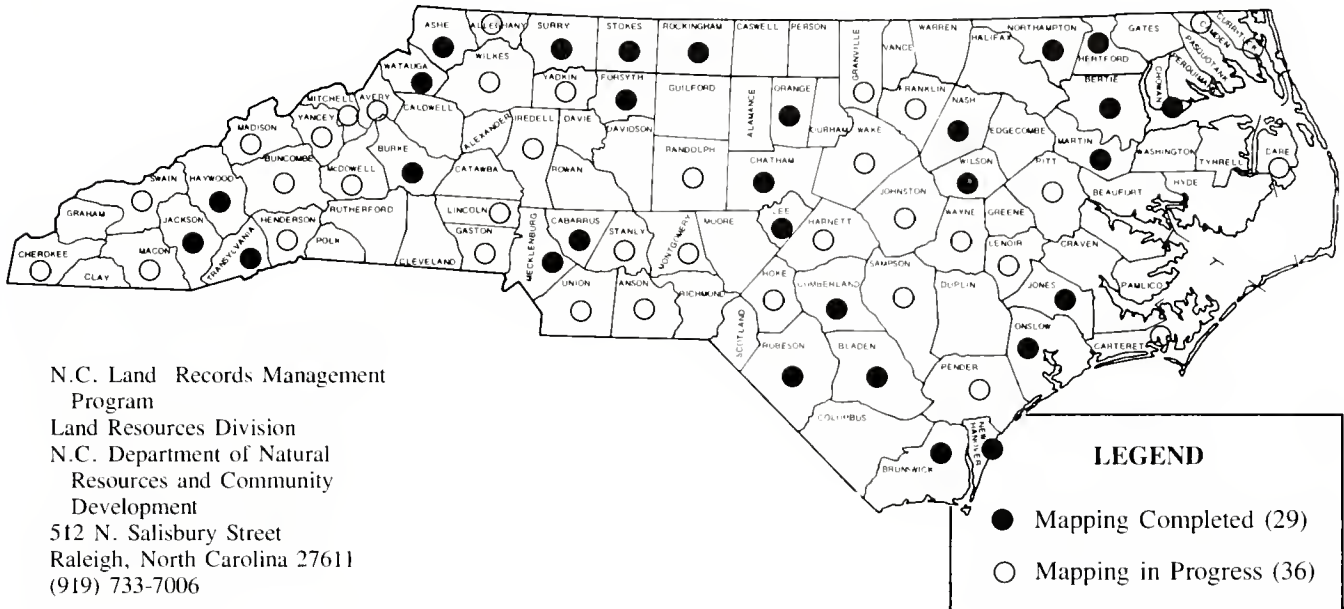 ASHE
ALLEGHANY
SURRY
STOKES
ROCKINGHAM
CASWELL
PERSON
GRANVILLE
VANCE
WARREN
HALIFAX
NORTHAMPTON
HERTFORD
GATES
CURRITUCK
CAMDEN
PASQUOTANK
PERQUIMANS
CHOWAN
BERTIE
WATAUGA
WILKES
YADKIN
FORSYTH
GUILFORD
ALAMANCE
ORANGE
DURHAM
FRANKLIN
NASH
EDGECOMBE
MARTIN
WASHINGTON
TYRRELL
DARE
MITCHELL
AVERY
CALDWELL
ALEXANDER
IREDELL
DAVIE
DAVIDSON
RANDOLPH
CHATHAM
WAKE
WILSON
PITT
BEAUFORT
HYDE
MADISON
YANCEY
BURKE
CATAWBA
ROWAN
JOHNSTON
GREENE
SWAIN
HAYWOOD
BUNCOMBE
McDOWELL
LINCOLN
CABARRUS
STANLY
MONTGOMERY
MOORE
LEE
HARNETT
WAYNE
LENOIR
CRAVEN
GRAHAM
JACKSON
HENDERSON
RUTHERFORD
POLK
CLEVELAND
GASTON
MECKLENBURG
CHEROKEE
CLAY
MACON
TRANSYLVANIA
UNION
ANSON
RICHMOND
SCOTLAND
HOKE
CUMBERLAND
SAMPSON
DUPLIN
JONES
PAMLICO
ONSLOW
CARTERET
ROBESON
BLADEN
PENDER
COLUMBUS
BRUNSWICK
NEW HANOVER
N.C. Land Records Management
Program
Land Resources Division
N.C. Department of Natural
Resources and Community
Development
512 N. Salisbury Street
Raleigh, North Carolina 27611
(919) 733-7006
LEGEND
● Mapping Completed (29)
○ Mapping in Progress (36)